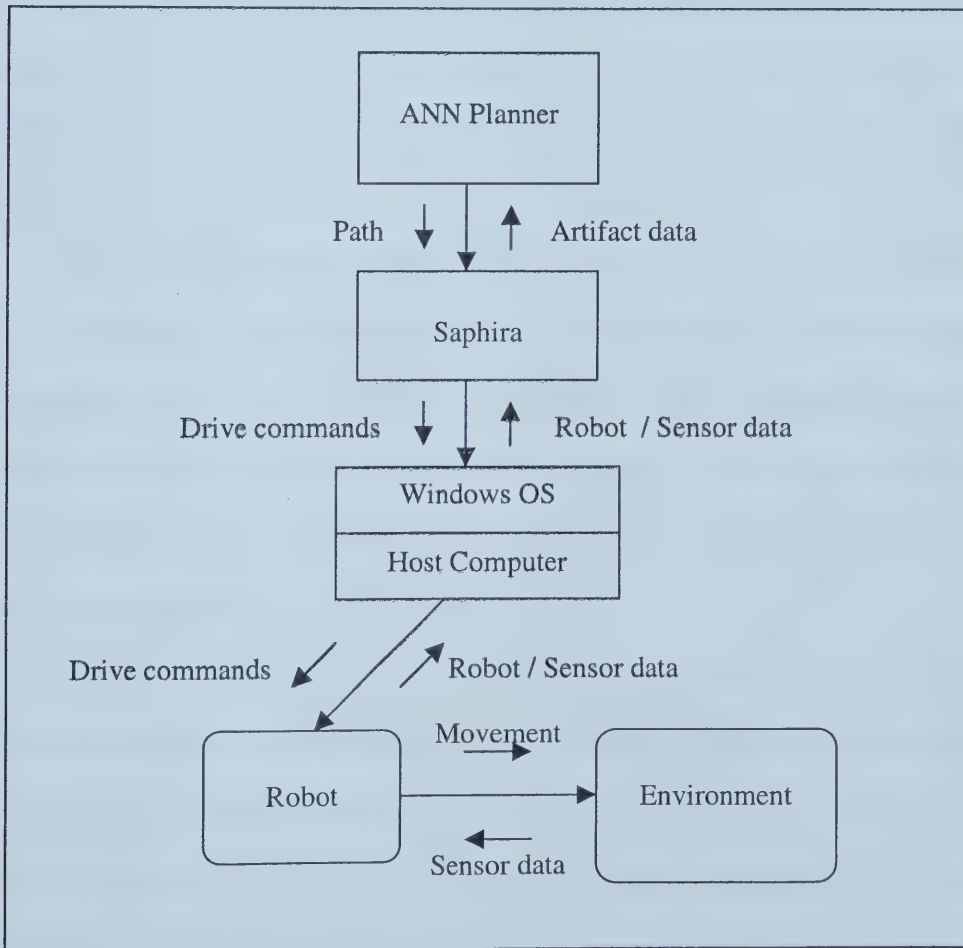 ANN Planner
Path
Artifact data
Saphira
Drive commands
Robot / Sensor data
Windows OS
Host Computer
Drive commands
Robot / Sensor data
Movement
Robot
Environment
Sensor data